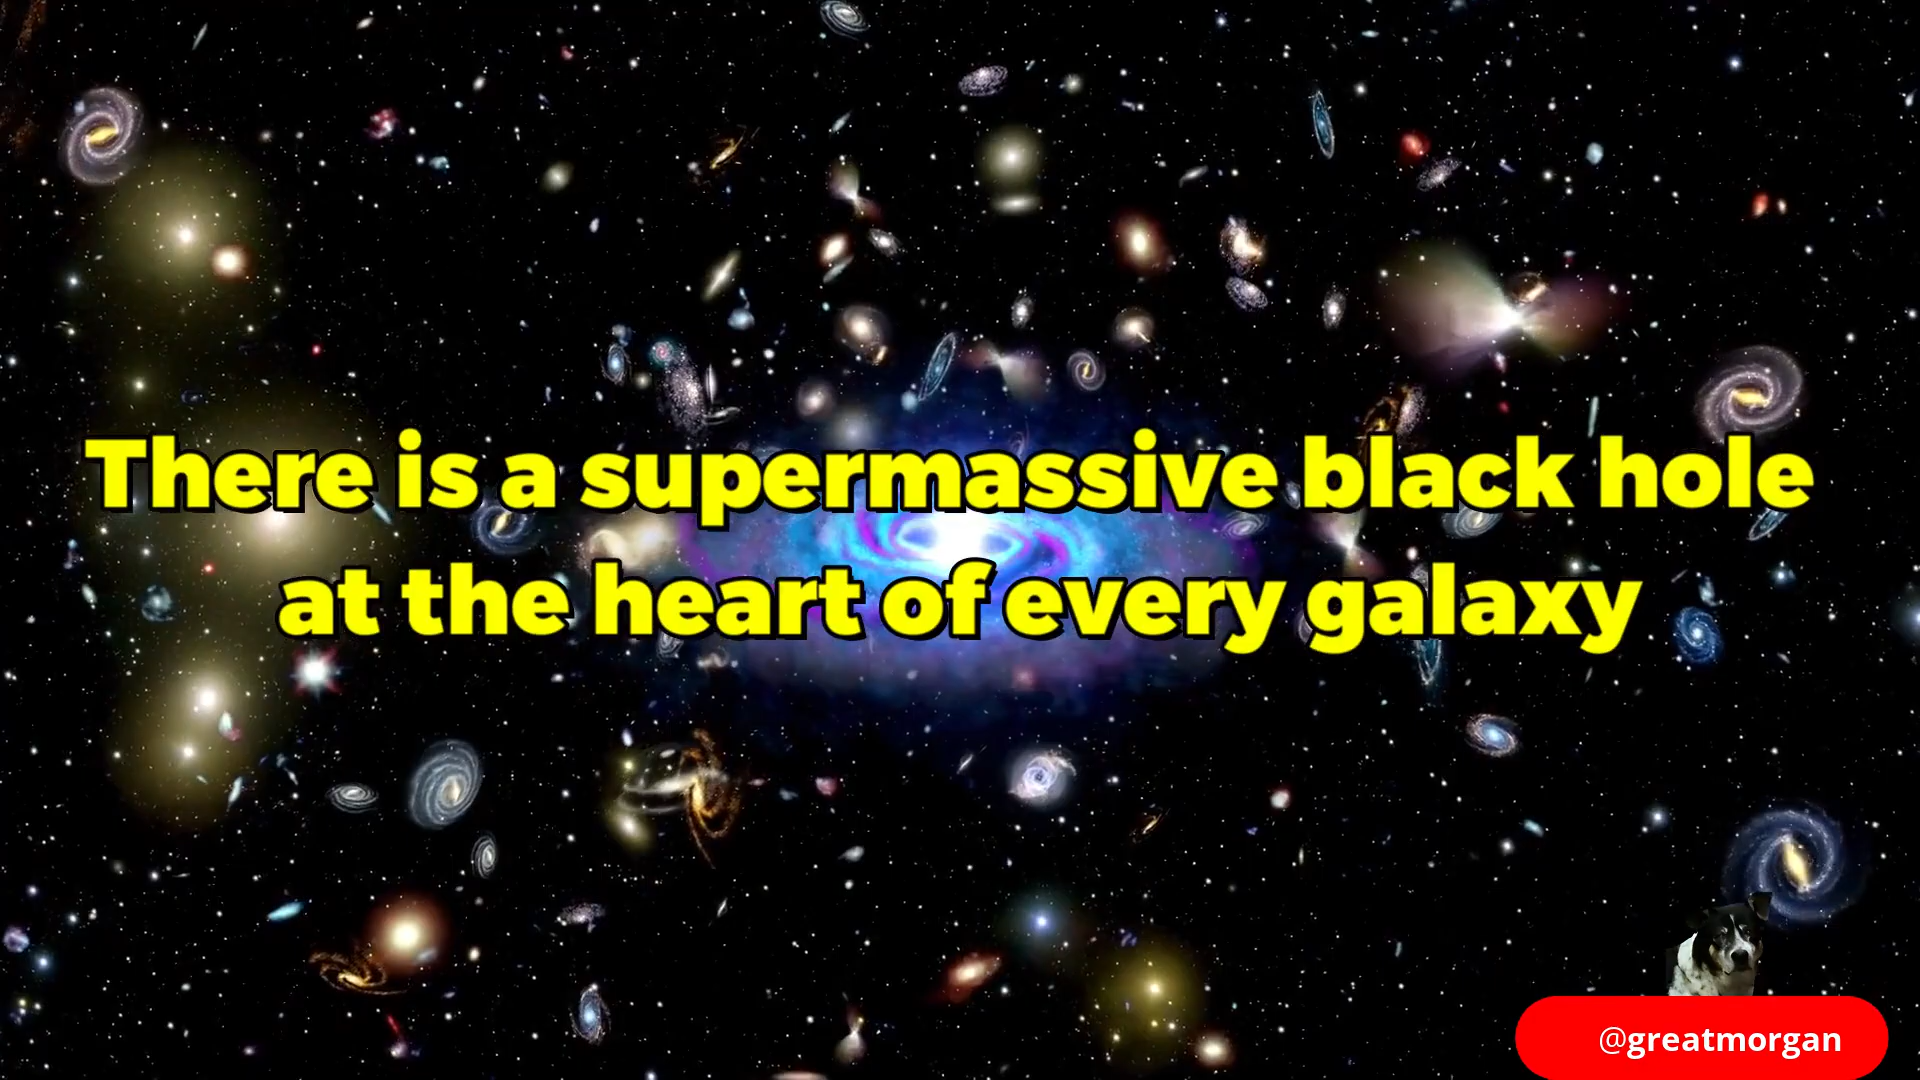 There is a supermassive black hole
at the heart of every galaxy
@greatmorgan